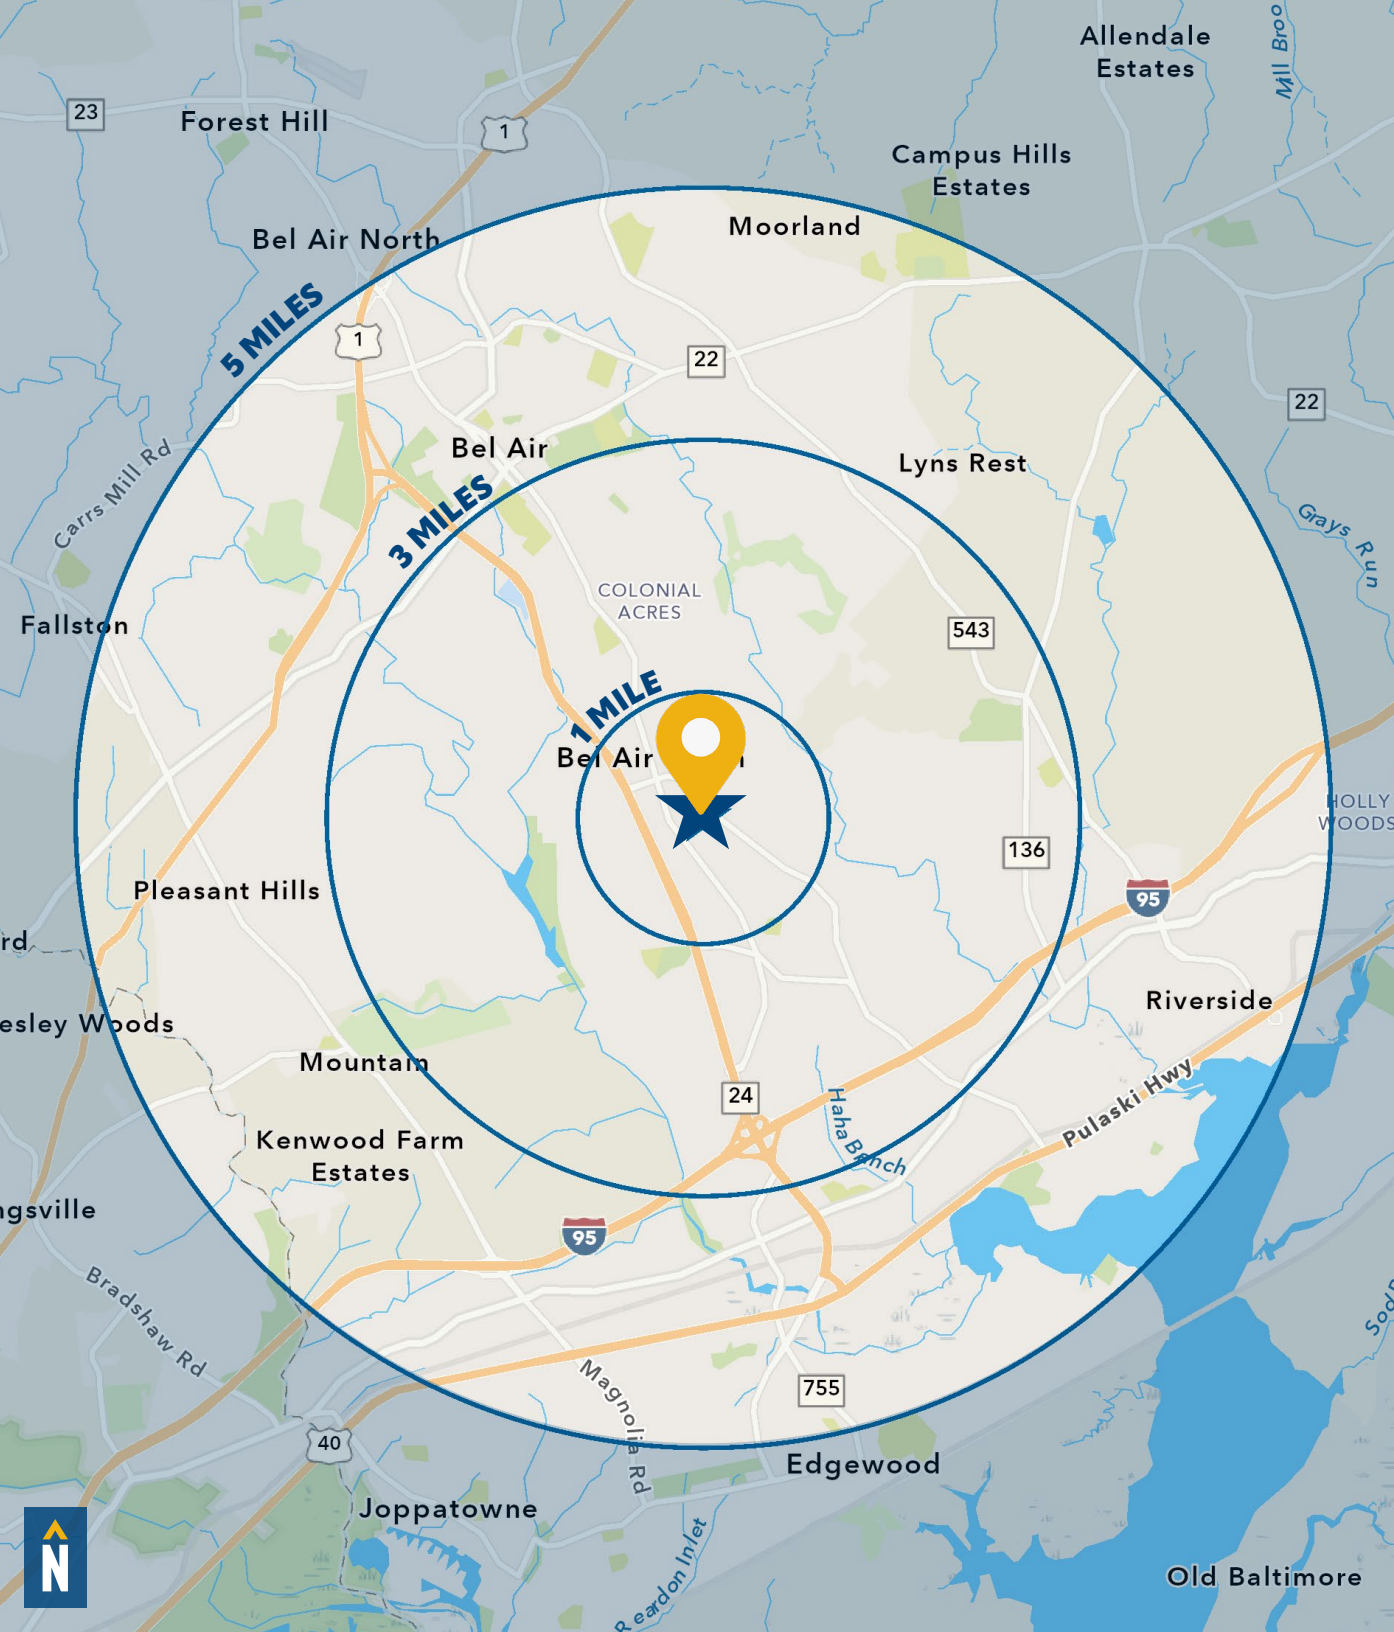 Allendale
Estates
Mill Broo
23
Forest Hill
1
Campus Hills
Estates
Moorland
Bel Air North
5 MILES
1
22
22
Carrs Mill Rd
Bel Air
Lyns Rest
3 MILES
Grays Run
COLONIAL
ACRES
Fallston
543
1 MILE
Bel Air
HOLLY
WOODS
136
95
Pleasant Hills
rd
Riverside
esley Woods
Mountain
24
Pulaski Hwy
Haha Bench
Kenwood Farm
Estates
ngsville
95
Bradshaw Rd
Magnolia Rd
755
40
Edgewood
Joppatowne
Reardon Inlet
Old Baltimore
N